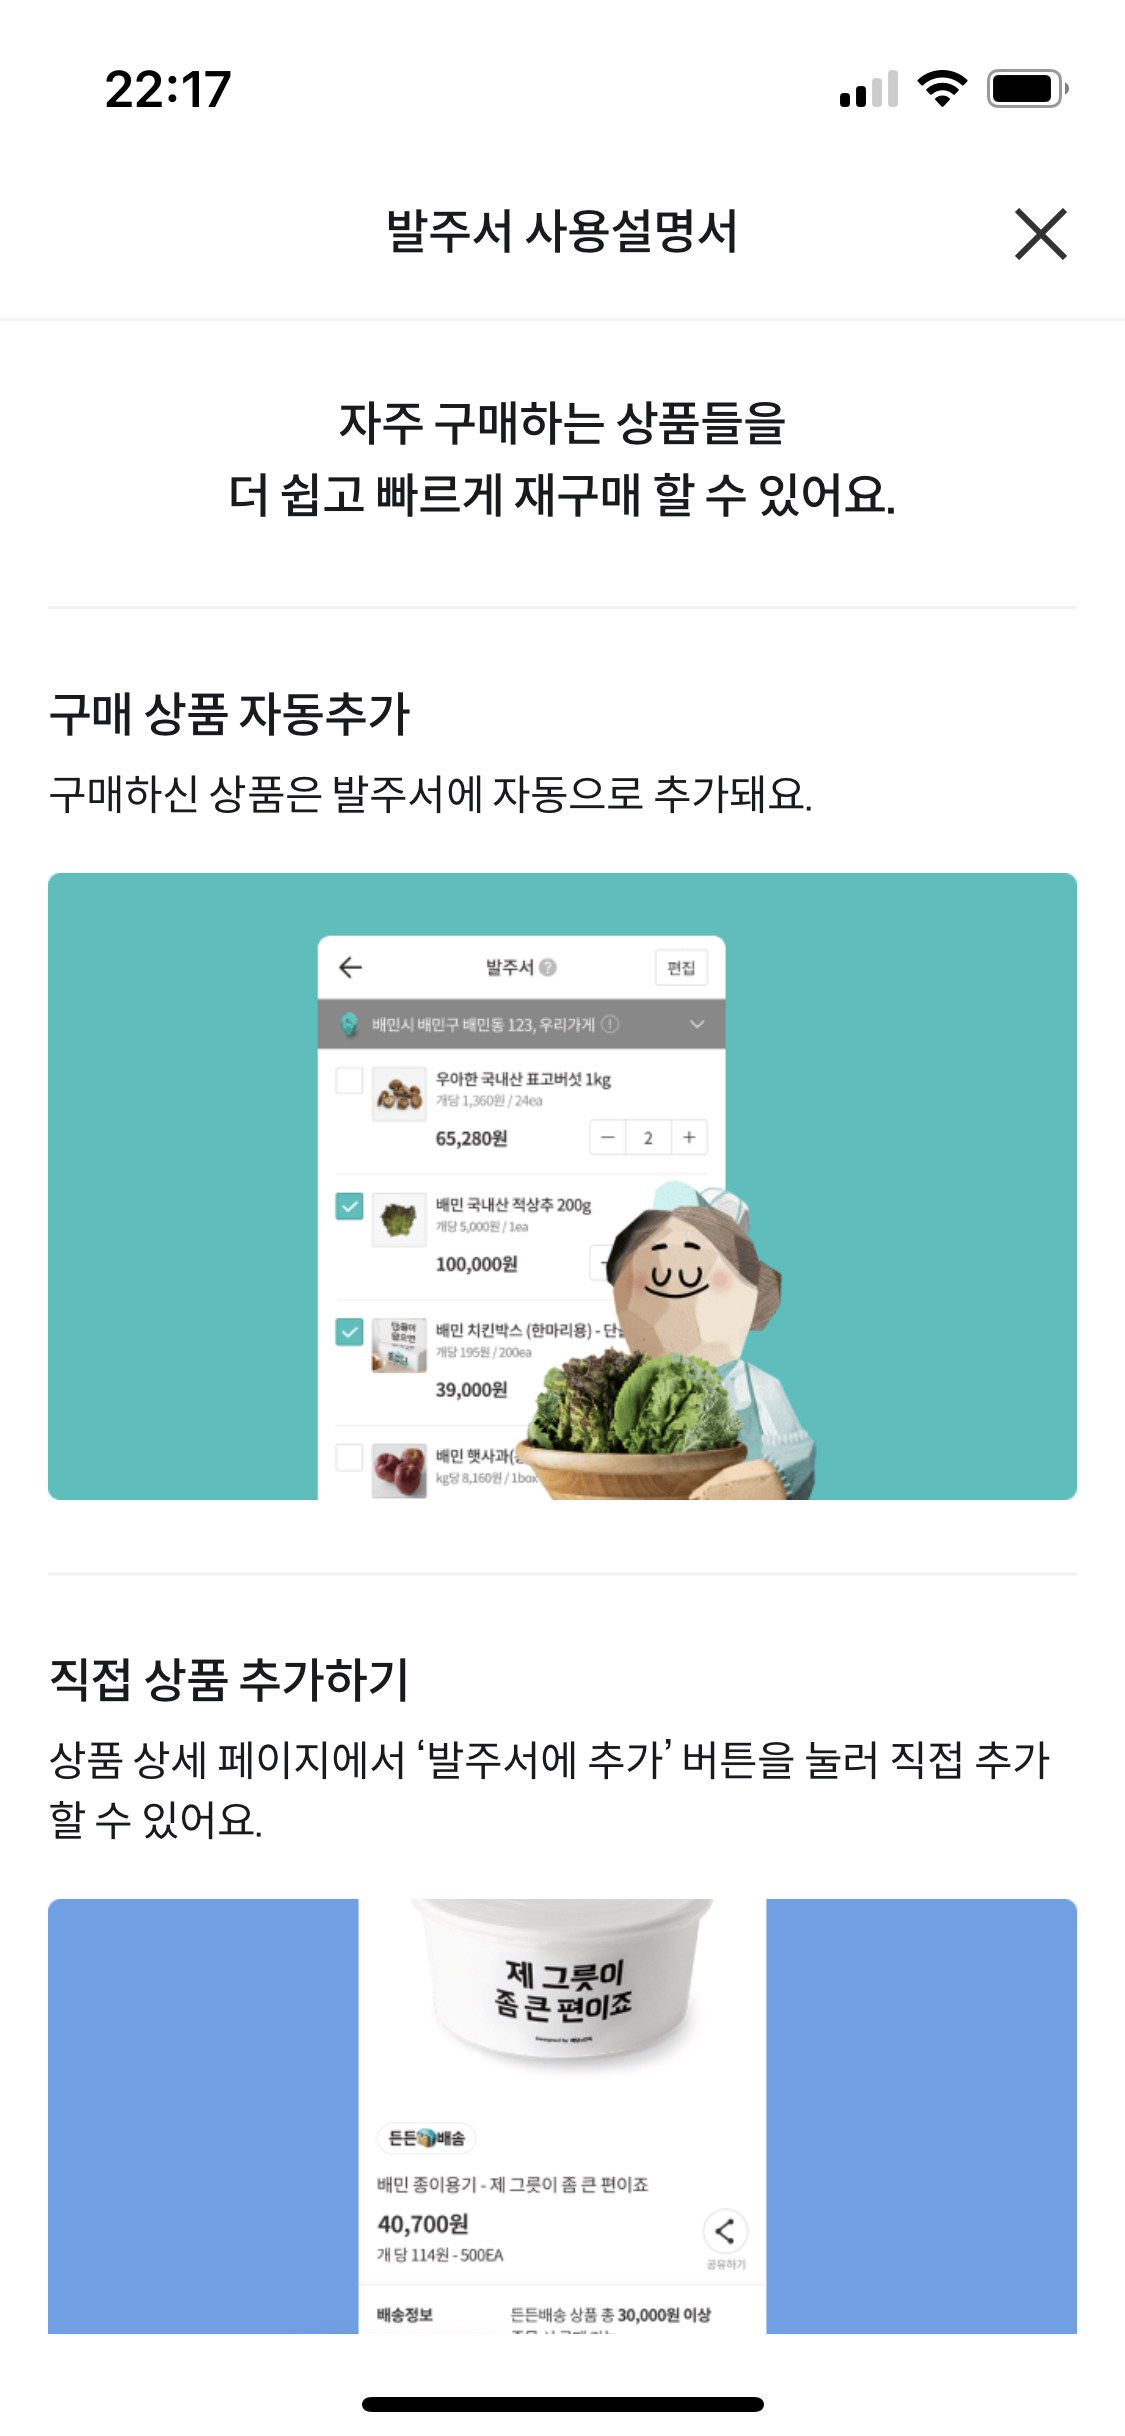 22:17
발주서 사용설명서
자주 구매하는 상품들을
더 쉽고 빠르게 재구매 할 수 있어요.
구매 상품 자동추가
구매하신 상품은 발주서에 자동으로 추가돼요.
발주서 ?
편집
배민시 배민구 배민동 123, 우리가게
우아한 국내산 표고버섯 1kg
개당 1,360원 / 24ea
65,280원
− 2 +
배민 국내산 적상추 200g
개당 5,000원 / 1ea
100,000원
배민 치킨박스 (한마리용) -
개당 195원 / 200ea
39,000원
배민 햇사과(
kg당 8,160원 / 1box
직접 상품 추가하기
상품 상세 페이지에서 ‘발주서에 추가’ 버튼을 눌러 직접 추가
할 수 있어요.
제 그릇이
좀 큰 편이죠
든든배송
배민 종이용기 - 제 그릇이 좀 큰 편이죠
40,700원
개 당 114원 - 500EA
공유하기
배송정보 든든배송 상품 총 30,000원 이상